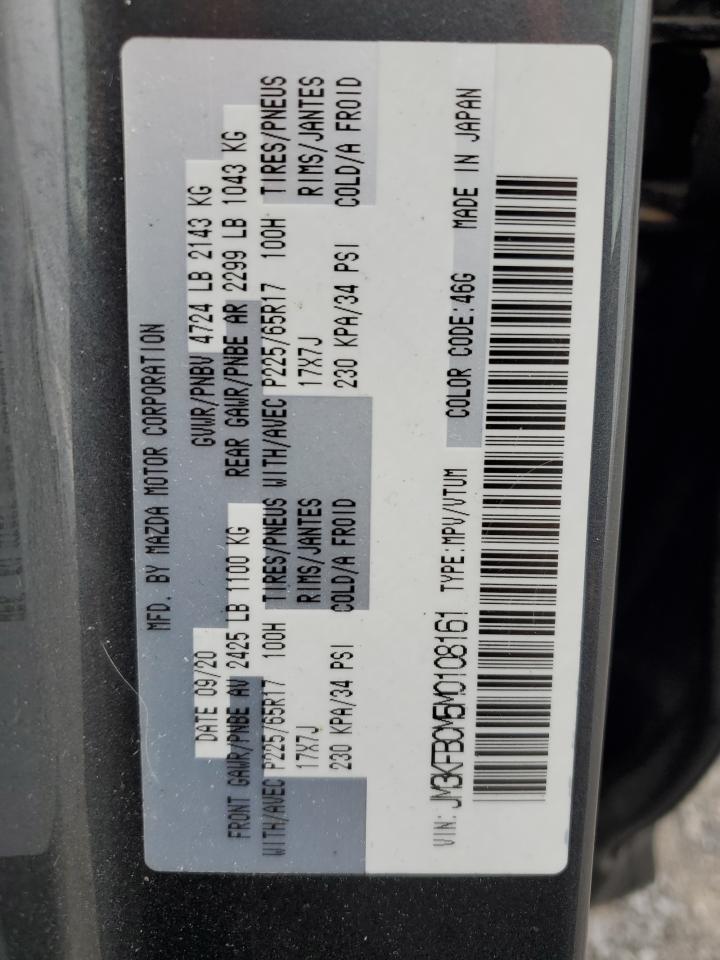 MFD. BY MAZDA MOTOR CORPORATION
DATE 09/20 GVWR/PNBV 4724 LB 2143 KG
FRONT GAWR/PNBE AV 2425 LB 1100 KG REAR GAWR/PNBE AR 2299 LB 1043 KG
WITH/AVEC P225/65R17 100H TIRES/PNEUS WITH/AVEC P225/65R17 100H TIRES/PNEUS
17X7J RIMS/JANTES 17X7J RIMS/JANTES
230 KPA/34 PSI COLD/A FROID 230 KPA/34 PSI COLD/A FROID
VIN: JM3KFBCM5M0108161 TYPE:MPV/VTUM COLOR CODE:46G MADE IN JAPAN